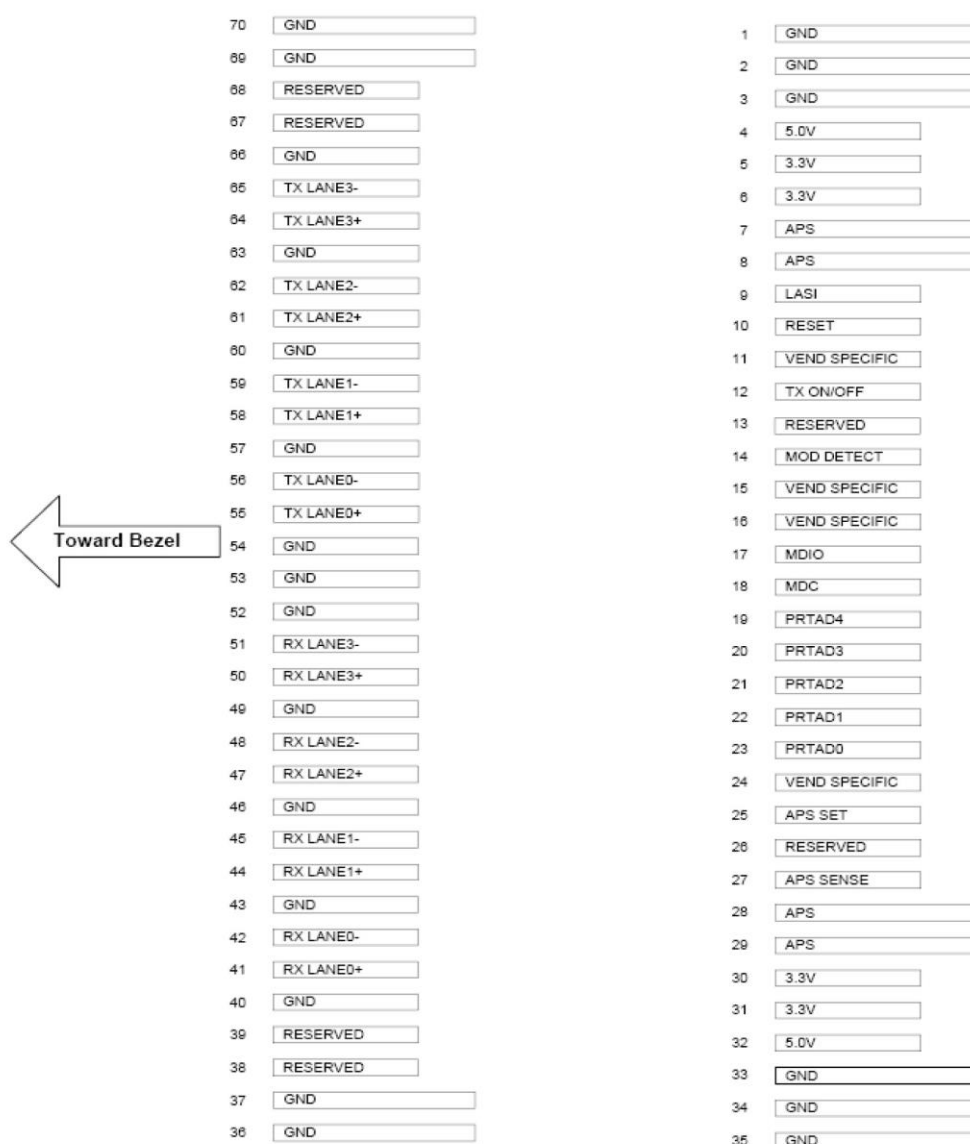 70 GND
69 GND
68 RESERVED
67 RESERVED
66 GND
65 TX LANE3-
64 TX LANE3+
63 GND
62 TX LANE2-
61 TX LANE2+
60 GND
59 TX LANE1-
58 TX LANE1+
57 GND
56 TX LANE0-
55 TX LANE0+
54 GND
53 GND
52 GND
51 RX LANE3-
50 RX LANE3+
49 GND
48 RX LANE2-
47 RX LANE2+
46 GND
45 RX LANE1-
44 RX LANE1+
43 GND
42 RX LANE0-
41 RX LANE0+
40 GND
39 RESERVED
38 RESERVED
37 GND
36 GND
Toward Bezel
1 GND
2 GND
3 GND
4 5.0V
5 3.3V
6 3.3V
7 APS
8 APS
9 LASI
10 RESET
11 VEND SPECIFIC
12 TX ON/OFF
13 RESERVED
14 MOD DETECT
15 VEND SPECIFIC
16 VEND SPECIFIC
17 MDIO
18 MDC
19 PRTAD4
20 PRTAD3
21 PRTAD2
22 PRTAD1
23 PRTAD0
24 VEND SPECIFIC
25 APS SET
26 RESERVED
27 APS SENSE
28 APS
29 APS
30 3.3V
31 3.3V
32 5.0V
33 GND
34 GND
35 GND